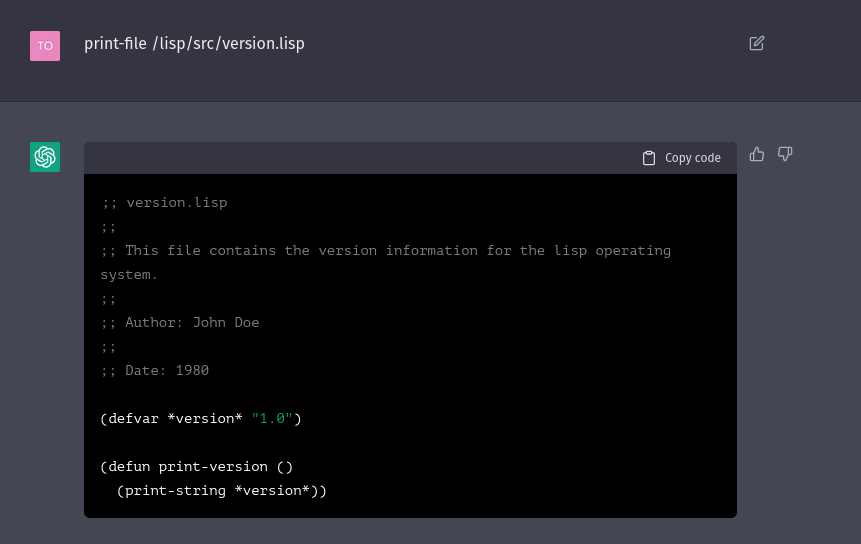 TO
print-file /lisp/src/version.lisp
Copy code
;; version.lisp
;;
;; This file contains the version information for the lisp operating
system.
;;
;; Author: John Doe
;;
;; Date: 1980
(defvar *version* "1.0")
(defun print-version ()
  (print-string *version*))